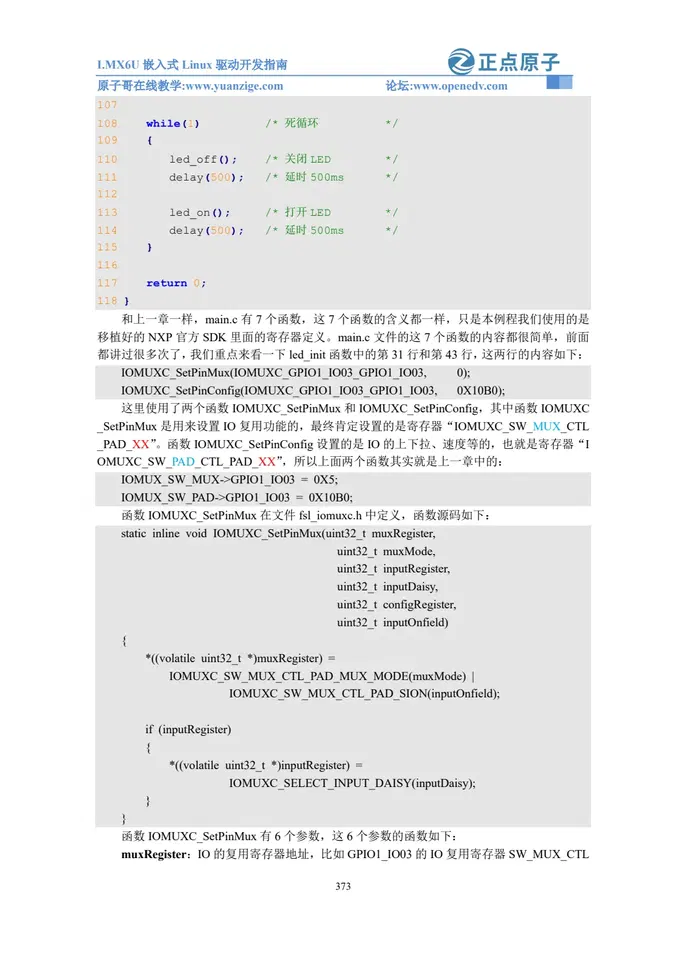 I.MX6U 嵌入式 Linux 驱动开发指南
正点原子
原子哥在线教学:www.yuanzige.com 论坛:www.openedv.com
107
108 while(1) /* 死循环 */
109 {
110 led_off(); /* 关闭 LED */
111 delay(500); /* 延时 500ms */
112
113 led_on(); /* 打开 LED */
114 delay(500); /* 延时 500ms */
115 }
116
117 return 0;
118 }
和上一章一样，main.c 有 7 个函数，这 7 个函数的含义都一样，只是本例程我们使用的是
移植好的 NXP 官方 SDK 里面的寄存器定义。main.c 文件的这 7 个函数的内容都很简单，前面
都讲过很多次了，我们重点来看一下 led_init 函数中的第 31 行和第 43 行，这两行的内容如下：
IOMUXC_SetPinMux(IOMUXC_GPIO1_IO03_GPIO1_IO03, 0);
IOMUXC_SetPinConfig(IOMUXC_GPIO1_IO03_GPIO1_IO03, 0X10B0);
这里使用了两个函数 IOMUXC_SetPinMux 和 IOMUXC_SetPinConfig，其中函数 IOMUXC
_SetPinMux 是用来设置 IO 复用功能的，最终肯定设置的是寄存器“IOMUXC_SW_MUX_CTL
_PAD_XX”。函数 IOMUXC_SetPinConfig 设置的是 IO 的上下拉、速度等的，也就是寄存器“I
OMUXC_SW_PAD_CTL_PAD_XX”，所以上面两个函数其实就是上一章中的：
IOMUX_SW_MUX->GPIO1_IO03 = 0X5;
IOMUX_SW_PAD->GPIO1_IO03 = 0X10B0;
函数 IOMUXC_SetPinMux 在文件 fsl_iomuxc.h 中定义，函数源码如下：
static inline void IOMUXC_SetPinMux(uint32_t muxRegister,
uint32_t muxMode,
uint32_t inputRegister,
uint32_t inputDaisy,
uint32_t configRegister,
uint32_t inputOnfield)
{
*((volatile uint32_t *)muxRegister) =
IOMUXC_SW_MUX_CTL_PAD_MUX_MODE(muxMode) |
IOMUXC_SW_MUX_CTL_PAD_SION(inputOnfield);
if (inputRegister)
{
*((volatile uint32_t *)inputRegister) =
IOMUXC_SELECT_INPUT_DAISY(inputDaisy);
}
}
函数 IOMUXC_SetPinMux 有 6 个参数，这 6 个参数的函数如下：
muxRegister：IO 的复用寄存器地址，比如 GPIO1_IO03 的 IO 复用寄存器 SW_MUX_CTL
373